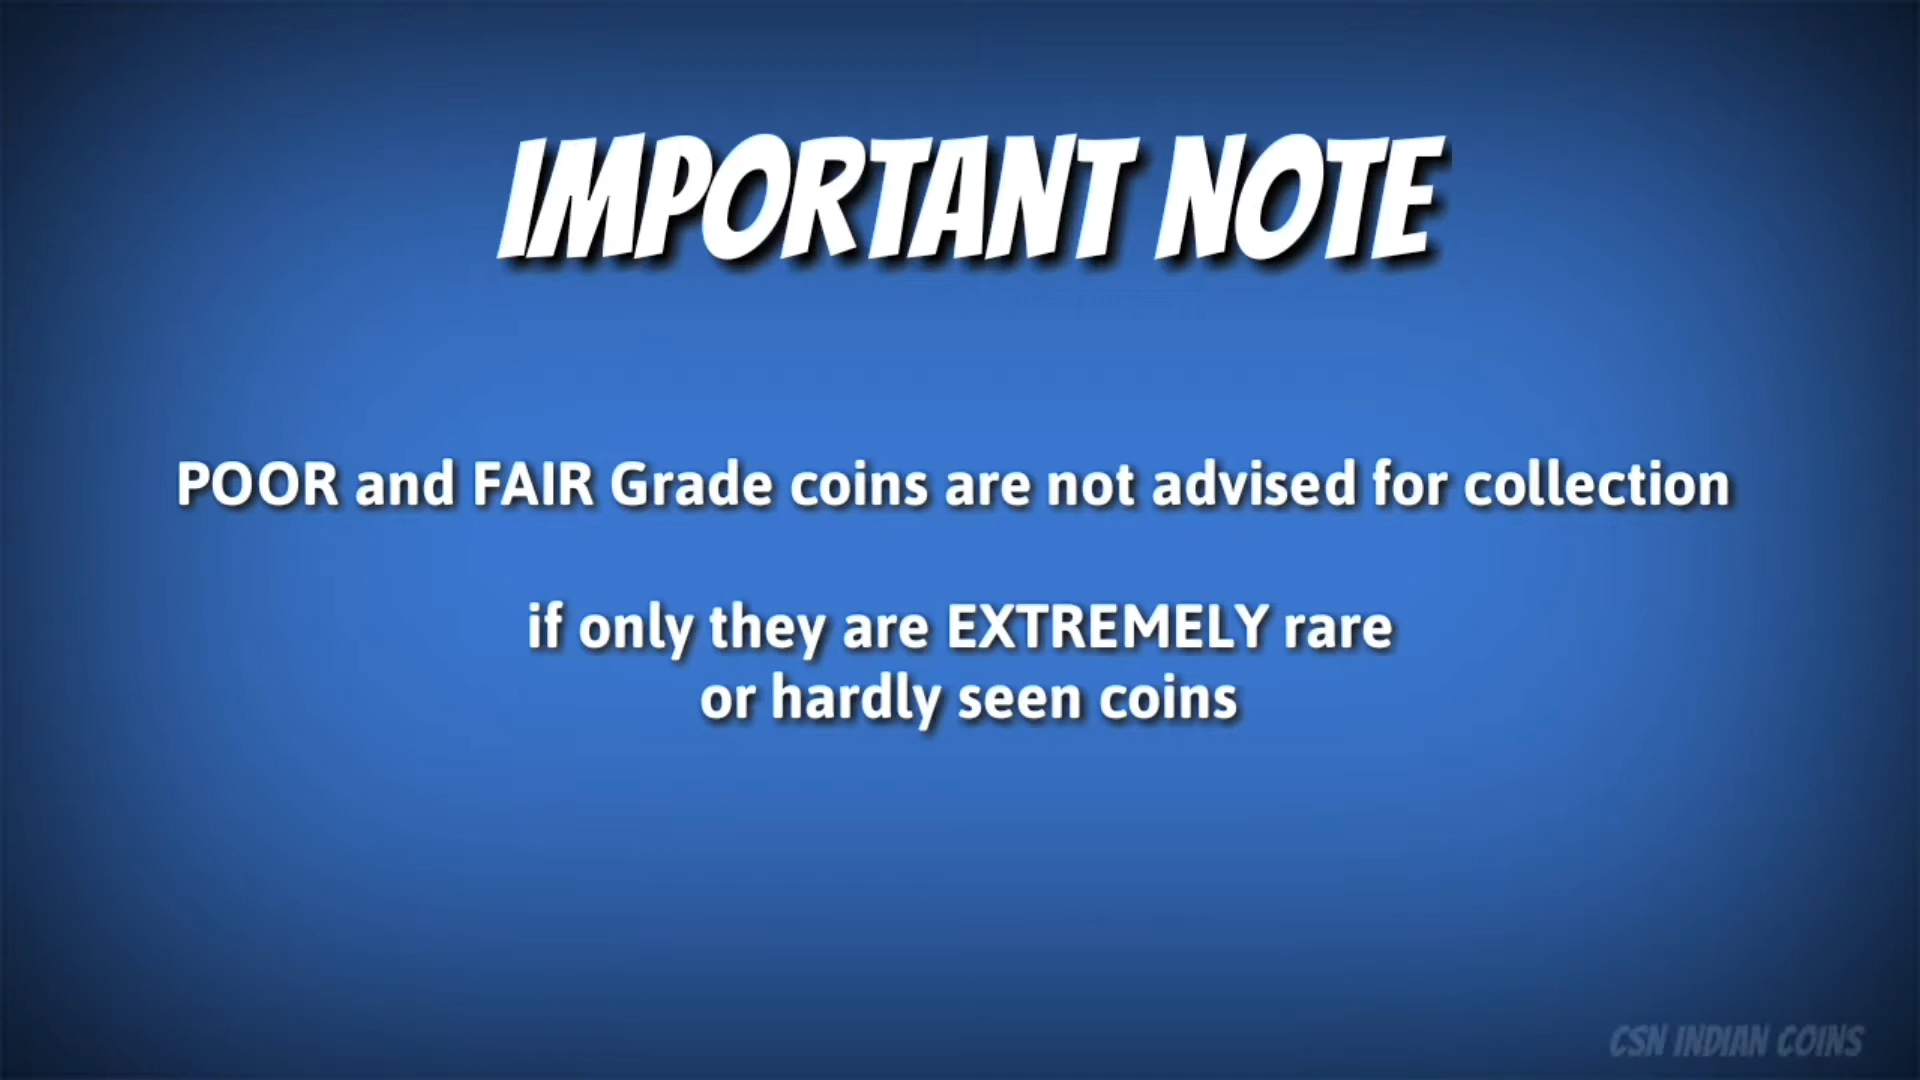 IMPORTANT NOTE
POOR and FAIR Grade coins are not advised for collection
if only they are EXTREMELY rare
or hardly seen coins
CSN INDIAN COINS